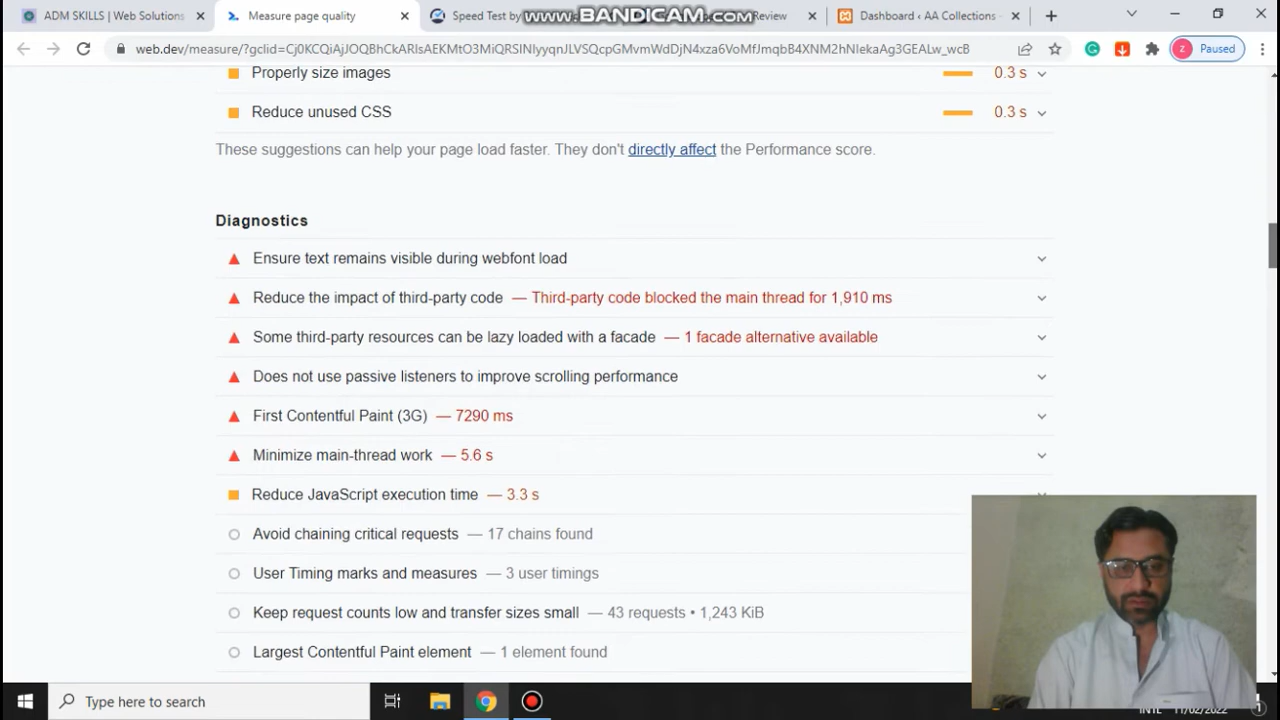 ADM SKILLS | Web Solutions
Measure page quality
Speed Test by
www.BANDICAM.com
Review
Dashboard ‹ AA Collections –
web.dev/measure/?gclid=
Paused
Properly size images
0.3 s
Reduce unused CSS
0.3 s
These suggestions can help your page load faster. They don't directly affect the Performance score.
Diagnostics
Ensure text remains visible during webfont load
Reduce the impact of third-party code — Third-party code blocked the main thread for 1,910 ms
Some third-party resources can be lazy loaded with a facade — 1 facade alternative available
Does not use passive listeners to improve scrolling performance
First Contentful Paint (3G) — 7290 ms
Minimize main-thread work — 5.6 s
Reduce JavaScript execution time — 3.3 s
Avoid chaining critical requests — 17 chains found
User Timing marks and measures — 3 user timings
Keep request counts low and transfer sizes small — 43 requests • 1,243 KiB
Largest Contentful Paint element — 1 element found
Type here to search
INTL
11/02/2022